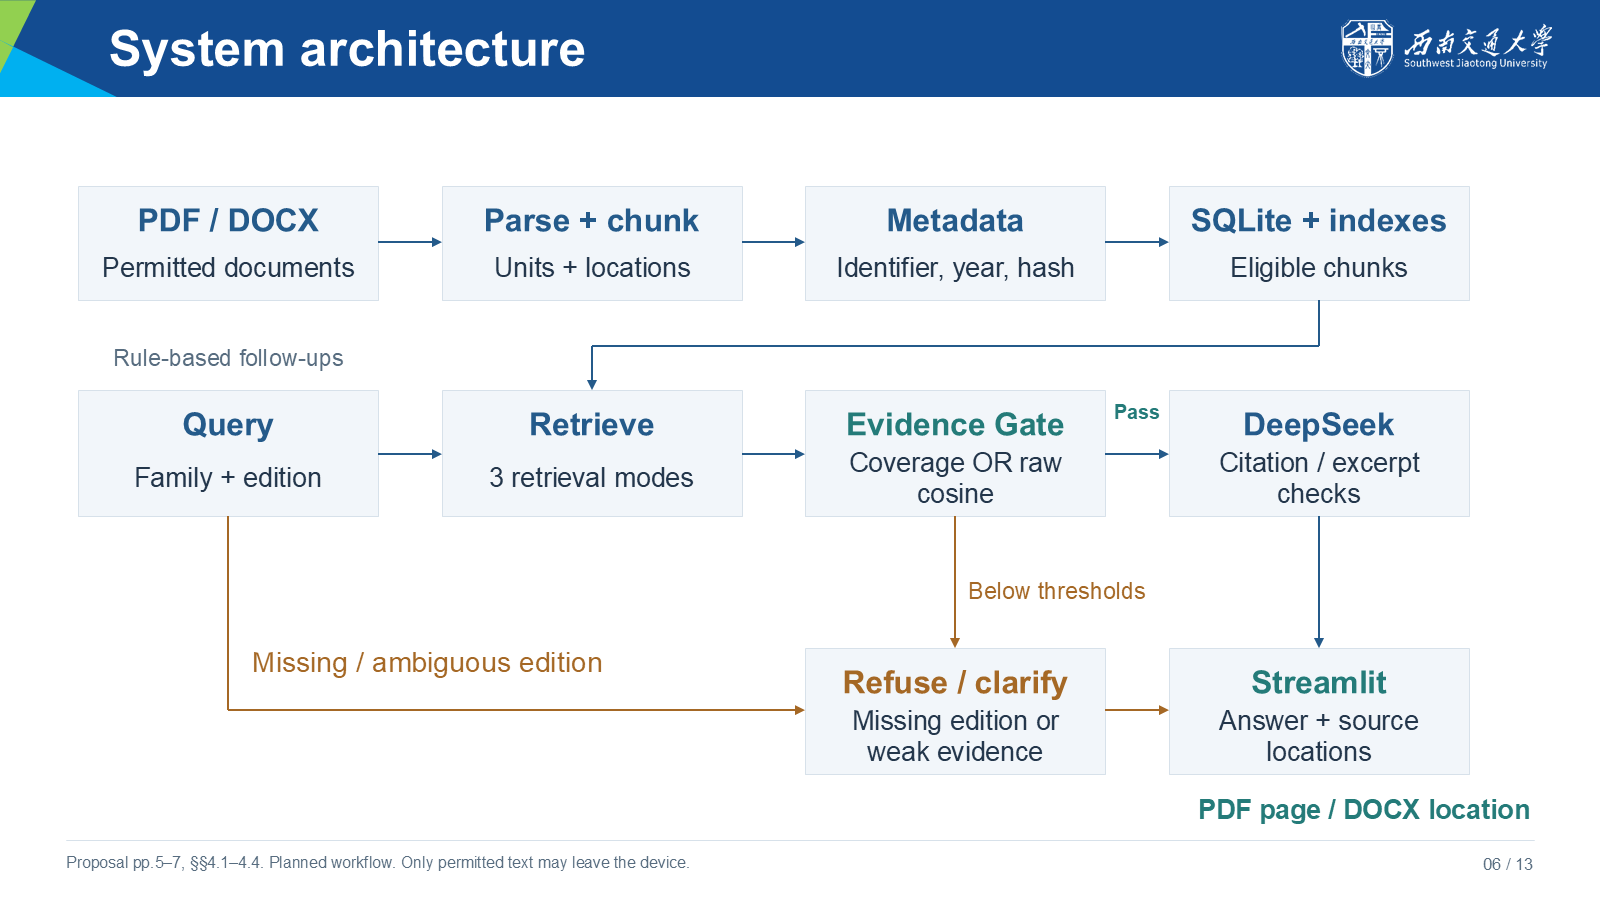 System architecture
西南交通大学
Southwest Jiaotong University
PDF / DOCX
Permitted documents
Parse + chunk
Units + locations
Metadata
Identifier, year, hash
SQLite + indexes
Eligible chunks
Rule-based follow-ups
Query
Family + edition
Retrieve
3 retrieval modes
Evidence Gate
Coverage OR raw
cosine
Pass
DeepSeek
Citation / excerpt
checks
Below thresholds
Missing / ambiguous edition
Refuse / clarify
Missing edition or
weak evidence
Streamlit
Answer + source
locations
PDF page / DOCX location
Proposal pp.5–7, §§4.1–4.4. Planned workflow. Only permitted text may leave the device.
06 / 13